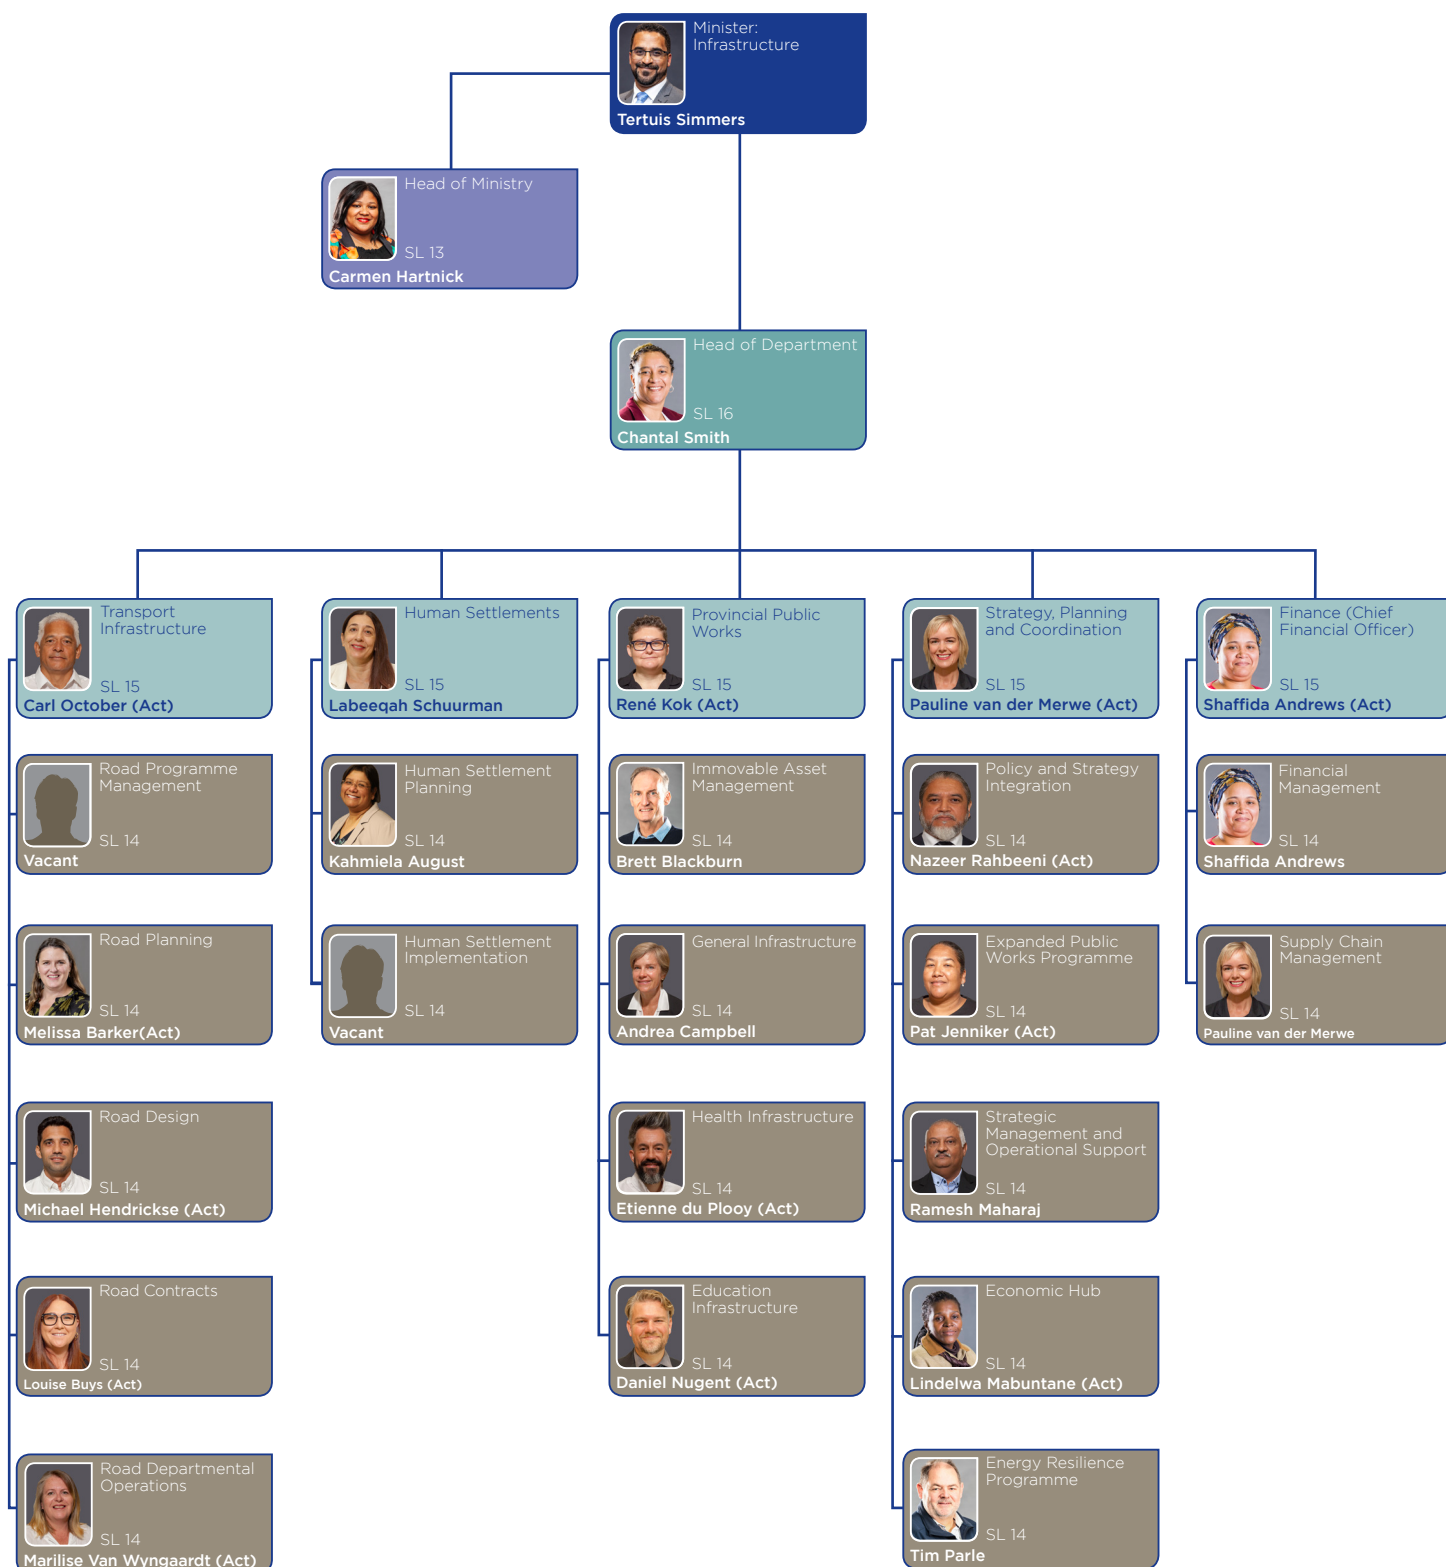 Minister:
Infrastructure
Tertuis Simmers
Head of Ministry
SL 13
Carmen Hartnick
Head of Department
SL 16
Chantal Smith
Transport
Infrastructure
SL 15
Carl October (Act)
Human Settlements
SL 15
Labeeqah Schuurman
Provincial Public
Works
SL 15
René Kok (Act)
Strategy, Planning
and Coordination
SL 15
Pauline van der Merwe (Act)
Finance (Chief
Financial Officer)
SL 15
Shaffida Andrews (Act)
Road Programme
Management
SL 14
Vacant
Human Settlement
Planning
SL 14
Kahmiela August
Immovable Asset
Management
SL 14
Brett Blackburn
Policy and Strategy
Integration
SL 14
Nazeer Rahbeeni (Act)
Financial
Management
SL 14
Shaffida Andrews
Road Planning
SL 14
Melissa Barker(Act)
Human Settlement
Implementation
SL 14
Vacant
General Infrastructure
SL 14
Andrea Campbell
Expanded Public
Works Programme
SL 14
Pat Jenniker (Act)
Supply Chain
Management
SL 14
Pauline van der Merwe
Road Design
SL 14
Michael Hendrickse (Act)
Health Infrastructure
SL 14
Etienne du Plooy (Act)
Strategic
Management and
Operational Support
SL 14
Ramesh Maharaj
Road Contracts
SL 14
Louise Buys (Act)
Education
Infrastructure
SL 14
Daniel Nugent (Act)
Economic Hub
SL 14
Lindelwa Mabuntane (Act)
Road Departmental
Operations
SL 14
Marilise Van Wyngaardt (Act)
Energy Resilience
Programme
SL 14
Tim Parle